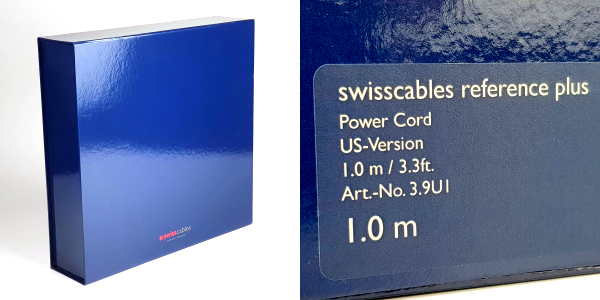 swisscables
swisscables reference plus
Power Cord
US-Version
1.0 m / 3.3ft.
Art.-No. 3.9U1
1.0 m